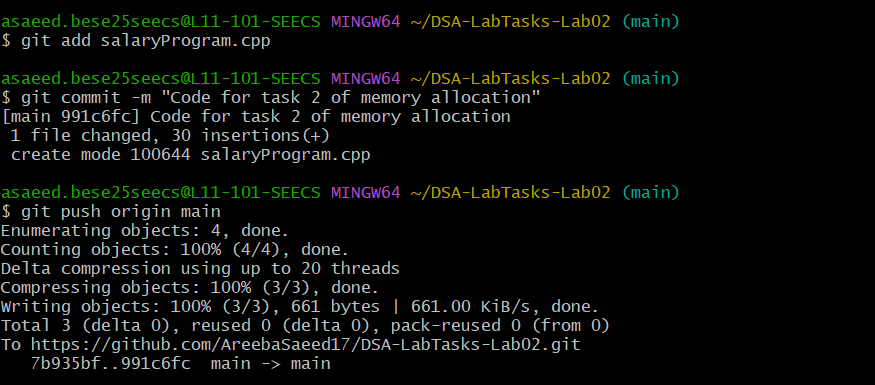 asaeed.bese25seecs@L11-101-SEECS MINGW64 ~/DSA-LabTasks-Lab02 (main)
$ git add salaryProgram.cpp
asaeed.bese25seecs@L11-101-SEECS MINGW64 ~/DSA-LabTasks-Lab02 (main)
$ git commit -m "Code for task 2 of memory allocation"
[main 991c6fc] Code for task 2 of memory allocation
1 file changed, 30 insertions(+)
create mode 100644 salaryProgram.cpp
asaeed.bese25seecs@L11-101-SEECS MINGW64 ~/DSA-LabTasks-Lab02 (main)
$ git push origin main
Enumerating objects: 4, done.
Counting objects: 100% (4/4), done.
Delta compression using up to 20 threads
Compressing objects: 100% (3/3), done.
Writing objects: 100% (3/3), 661 bytes | 661.00 KiB/s, done.
Total 3 (delta 0), reused 0 (delta 0), pack-reused 0 (from 0)
To https://github.com/AreebaSaeed17/DSA-LabTasks-Lab02.git
7b935bf..991c6fc  main -> main